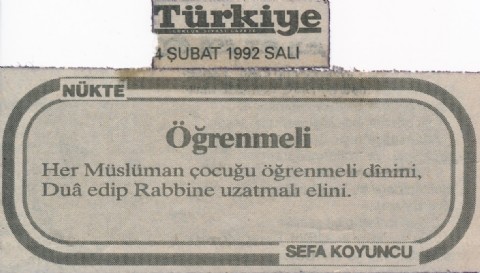 Türkiye
4 ŞUBAT 1992 SALI
NÜKTE
Öğrenmeli
Her Müslüman çocuğu öğrenmeli dînini,
Duâ edip Rabbine uzatmalı elini.
SEFA KOYUNCU